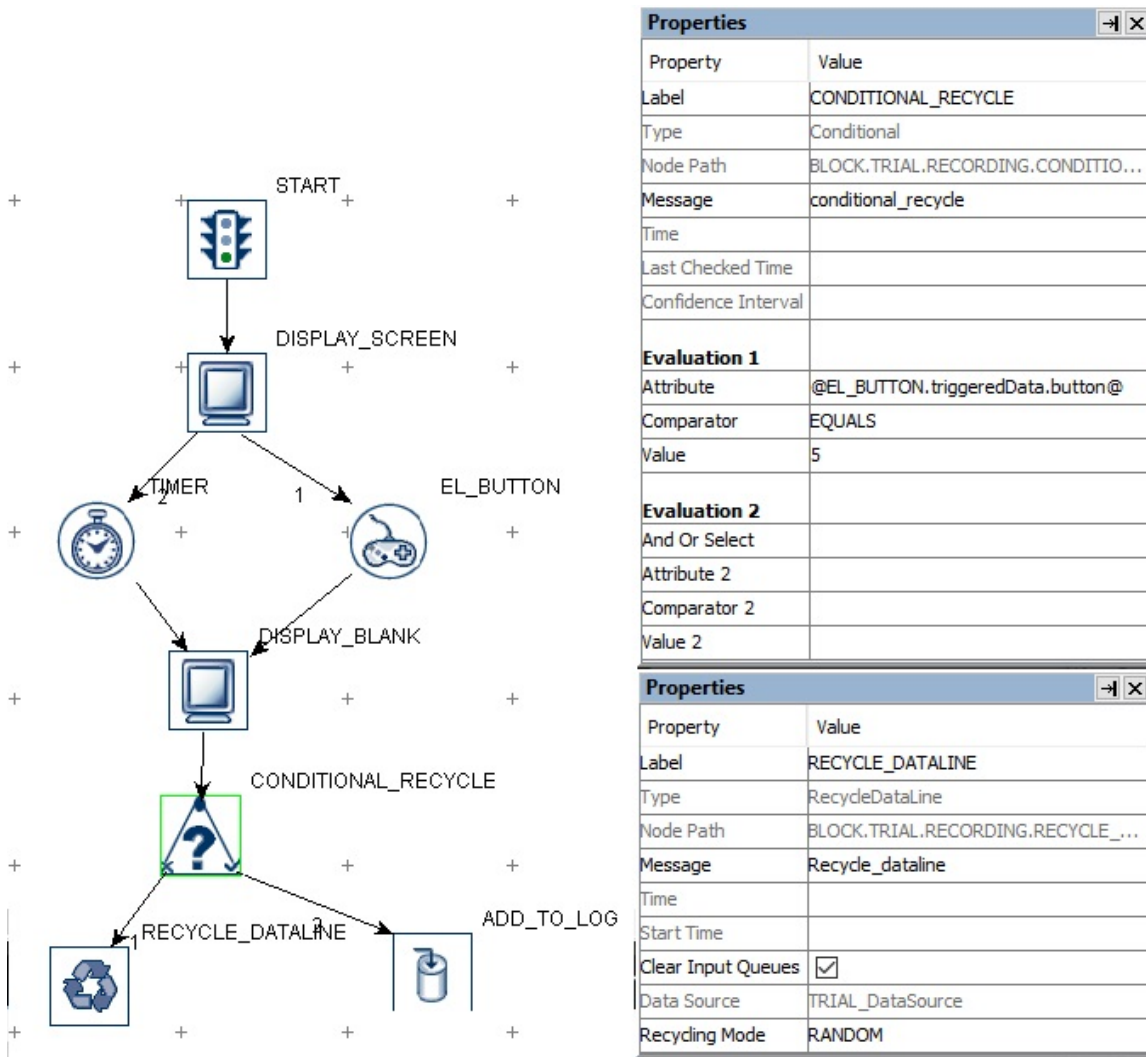 START
DISPLAY_SCREEN
TIMER
2
1
EL_BUTTON
DISPLAY_BLANK
CONDITIONAL_RECYCLE
RECYCLE_DATALINE
1
2
ADD_TO_LOG
Properties
Property Value
Label CONDITIONAL_RECYCLE
Type Conditional
Node Path BLOCK.TRIAL.RECORDING.CONDITIO...
Message conditional_recycle
Time
Last Checked Time
Confidence Interval
Evaluation 1
Attribute @EL_BUTTON.triggeredData.button@
Comparator EQUALS
Value 5
Evaluation 2
And Or Select
Attribute 2
Comparator 2
Value 2
Properties
Property Value
Label RECYCLE_DATALINE
Type RecycleDataLine
Node Path BLOCK.TRIAL.RECORDING.RECYCLE_...
Message Recycle_dataline
Time
Start Time
Clear Input Queues
Data Source TRIAL_DataSource
Recycling Mode RANDOM